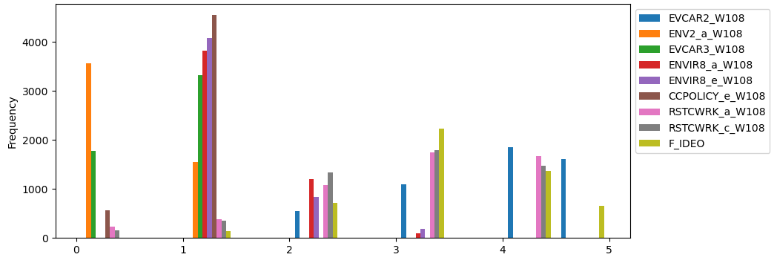 EVCAR2_W108
ENV2_a_W108
EVCAR3_W108
ENVIR8_a_W108
ENVIR8_e_W108
CCPOLICY_e_W108
RSTCWRK_a_W108
RSTCWRK_c_W108
F_IDEO
Frequency
4000
3000
2000
1000
0
0 1 2 3 4 5